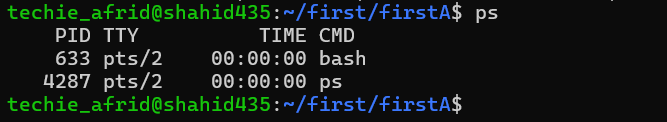 techie_afrid@shahid435:~/first/firstA$ ps
    PID TTY          TIME CMD
    633 pts/2    00:00:00 bash
   4287 pts/2    00:00:00 ps
techie_afrid@shahid435:~/first/firstA$